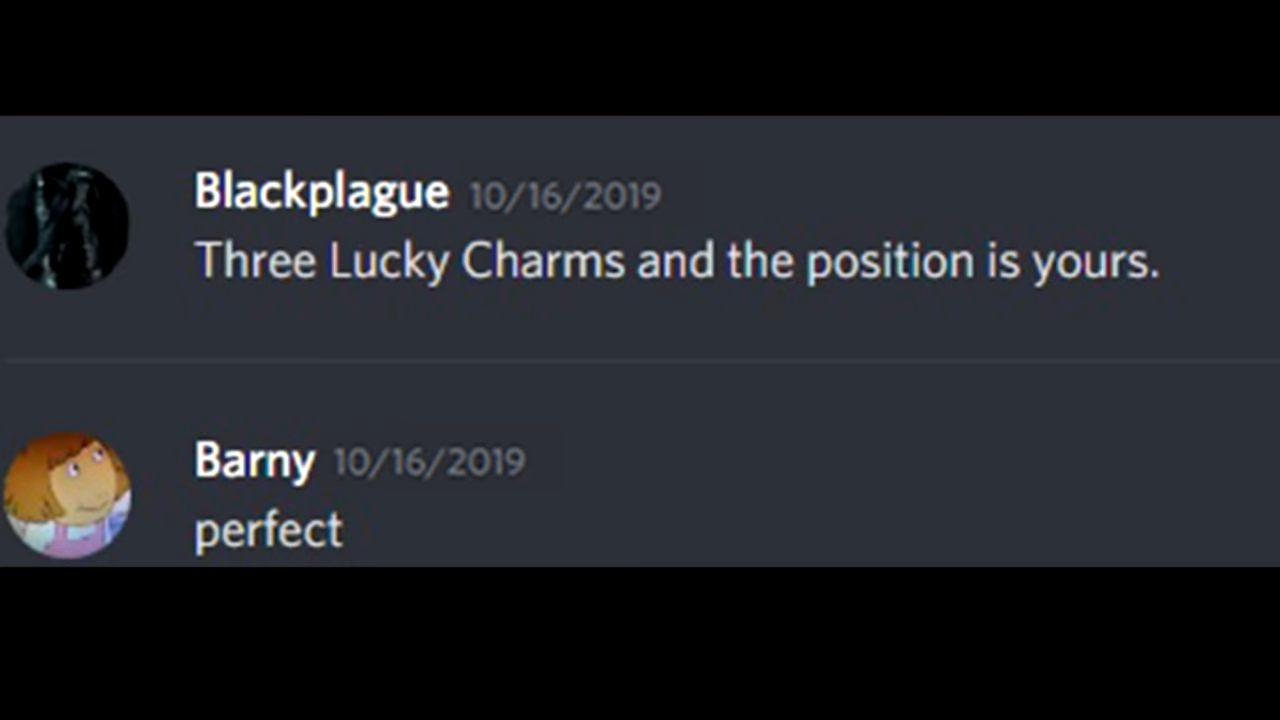 Blackplague 10/16/2019
Three Lucky Charms and the position is yours.
Barny 10/16/2019
perfect